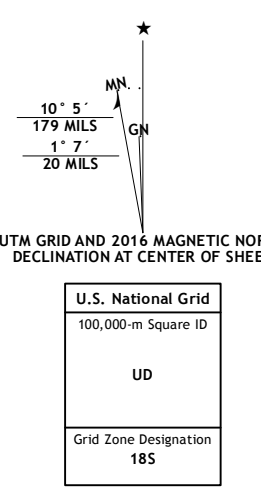 ★
MN
10° 5´
179 MILS
GN
1° 7´
20 MILS
UTM GRID AND 2016 MAGNETIC NOR
DECLINATION AT CENTER OF SHEE
U.S. National Grid
100,000-m Square ID
UD
Grid Zone Designation
18S